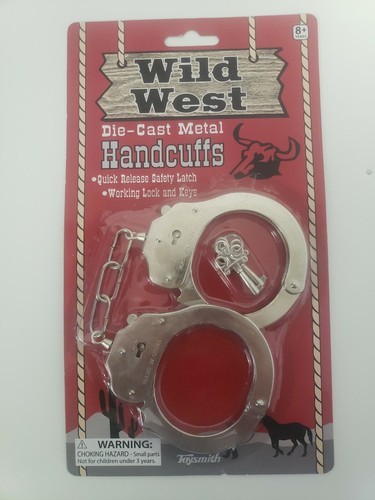 8+
YEARS
Wild
West
Die-Cast Metal
Handcuffs
•Quick Release Safety Latch
•Working Lock and Keys
WARNING:
CHOKING HAZARD - Small parts
Not for children under 3 years.
Toysmith